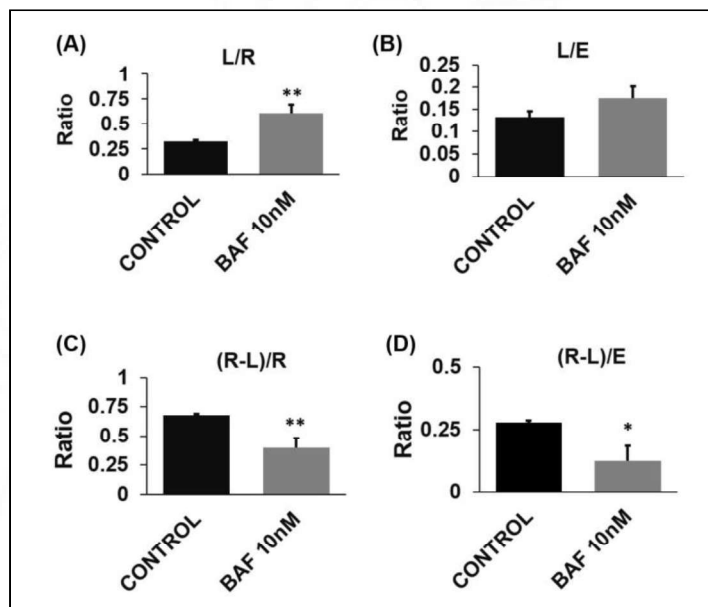 (A)
L/R
Ratio
1
0.75
0.5
0.25
0
**
CONTROL
BAF 10nM
(B)
L/E
Ratio
0.25
0.2
0.15
0.1
0.05
0
CONTROL
BAF 10nM
(C)
(R-L)/R
Ratio
1
0.75
0.5
0.25
0
**
CONTROL
BAF 10nM
(D)
(R-L)/E
Ratio
0.5
0.25
0
*
CONTROL
BAF 10nM